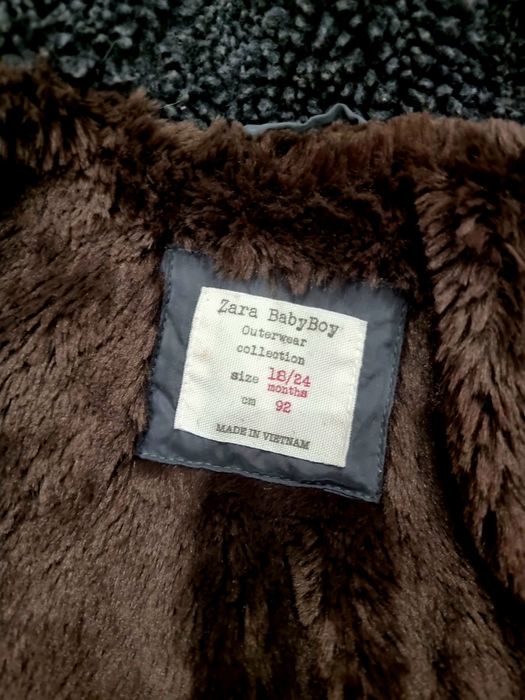 Zara BabyBoy
Outerwear
collection
size 18/24
months
cm 92
MADE IN VIETNAM